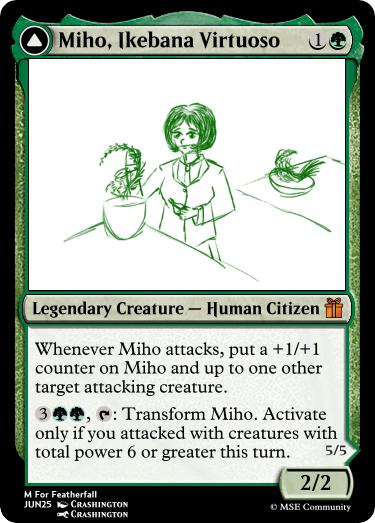 Miho, Ikebana Virtuoso 1
Legendary Creature — Human Citizen
Whenever Miho attacks, put a +1/+1
counter on Miho and up to one other
target attacking creature.
3, : Transform Miho. Activate
only if you attacked with creatures with
total power 6 or greater this turn.
5/5
2/2
M For Featherfall
JUN25 Crashington
Crashington
© MSE Community